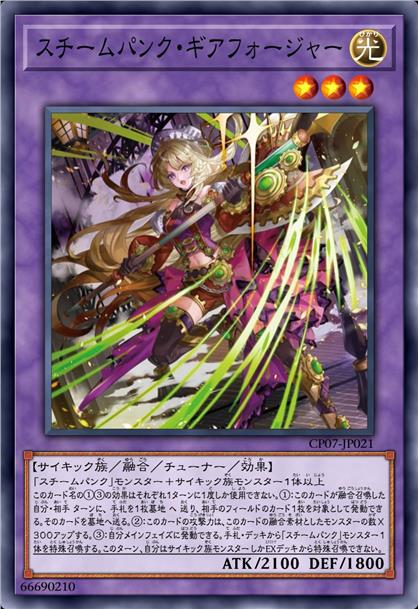 スチームパンク・ギアフォージャー
光
CP07-JP021
【サイキック族／融合／チューナー／効果】
「スチームパンク」モンスター＋サイキック族モンスター1体以上
このカード名の①③の効果はそれぞれ1ターンに1度しか使用できない。①:このカードが融合召喚した
自分・相手ターンに、手札を1枚墓地へ送り、相手のフィールドのカード1枚を対象として発動でき
る。そのカードを墓地へ送る。②:このカードの攻撃力は、このカードの融合素材としたモンスターの数×
300アップする。③:自分メインフェイズに発動できる。手札・デッキから「スチームパンク」モンスター1
体を特殊召喚する。このターン、自分はサイキック族モンスターしかEXデッキから特殊召喚できない。
ATK/2100 DEF/1800
66690210